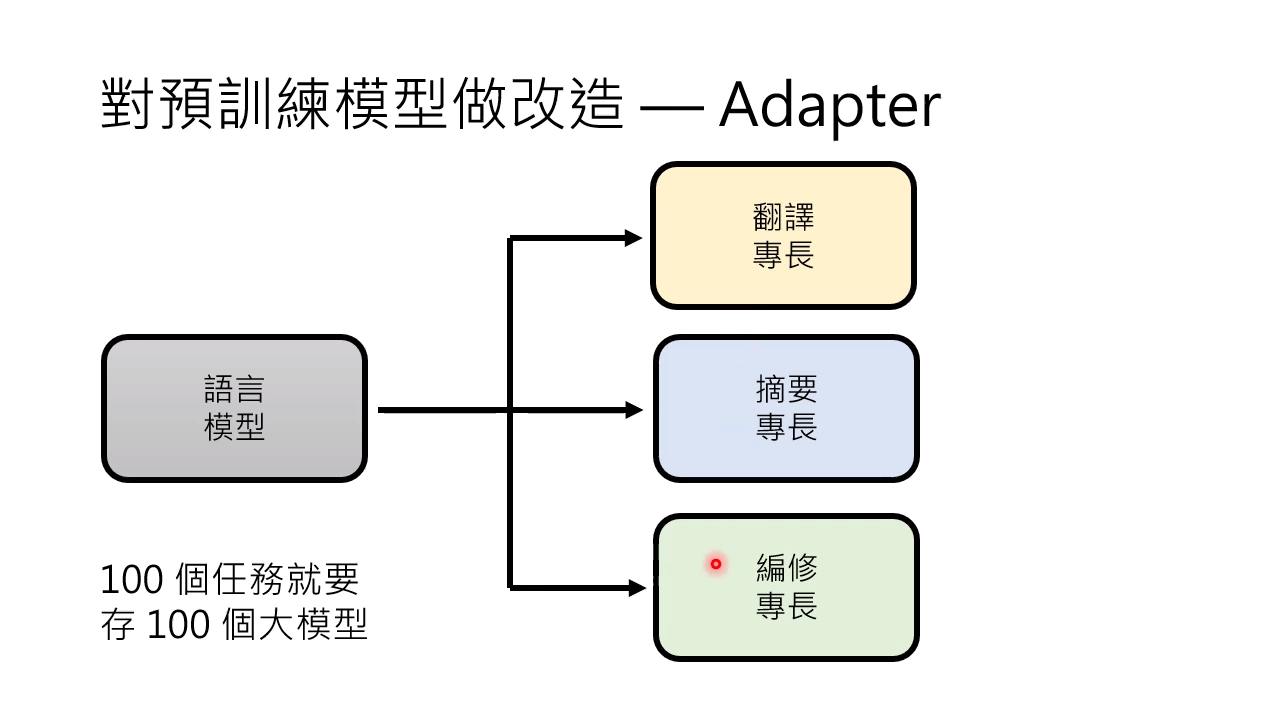 對預訓練模型做改造 — Adapter
翻譯
專長
語言
模型
摘要
專長
編修
專長
100 個任務就要
存 100 個大模型